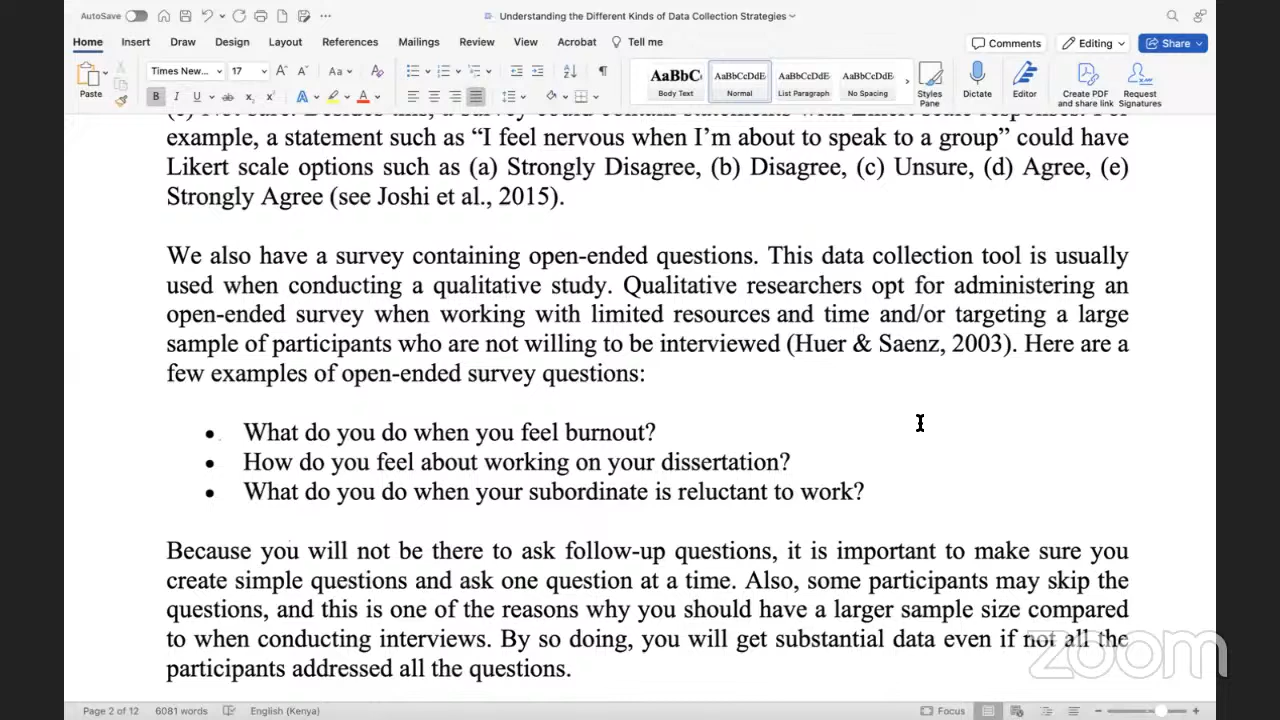 AutoSave
Understanding the Different Kinds of Data Collection Strategies
Home Insert Draw Design Layout References Mailings Review View Acrobat Tell me
Comments Editing Share
Paste
Times New... 17
AaBbC AaBbCcDdE AaBbCcDdE AaBbCcDdE
Body Text Normal List Paragraph No Spacing
Styles Pane
Dictate
Editor
Create PDF and share link
Request Signatures
example, a statement such as “I feel nervous when I’m about to speak to a group” could have
Likert scale options such as (a) Strongly Disagree, (b) Disagree, (c) Unsure, (d) Agree, (e)
Strongly Agree (see Joshi et al., 2015).
We also have a survey containing open-ended questions. This data collection tool is usually
used when conducting a qualitative study. Qualitative researchers opt for administering an
open-ended survey when working with limited resources and time and/or targeting a large
sample of participants who are not willing to be interviewed (Huer & Saenz, 2003). Here are a
few examples of open-ended survey questions:
• What do you do when you feel burnout?
• How do you feel about working on your dissertation?
• What do you do when your subordinate is reluctant to work?
Because you will not be there to ask follow-up questions, it is important to make sure you
create simple questions and ask one question at a time. Also, some participants may skip the
questions, and this is one of the reasons why you should have a larger sample size compared
to when conducting interviews. By so doing, you will get substantial data even if not all the
participants addressed all the questions.
zoom
Page 2 of 12 6081 words English (Kenya) Focus